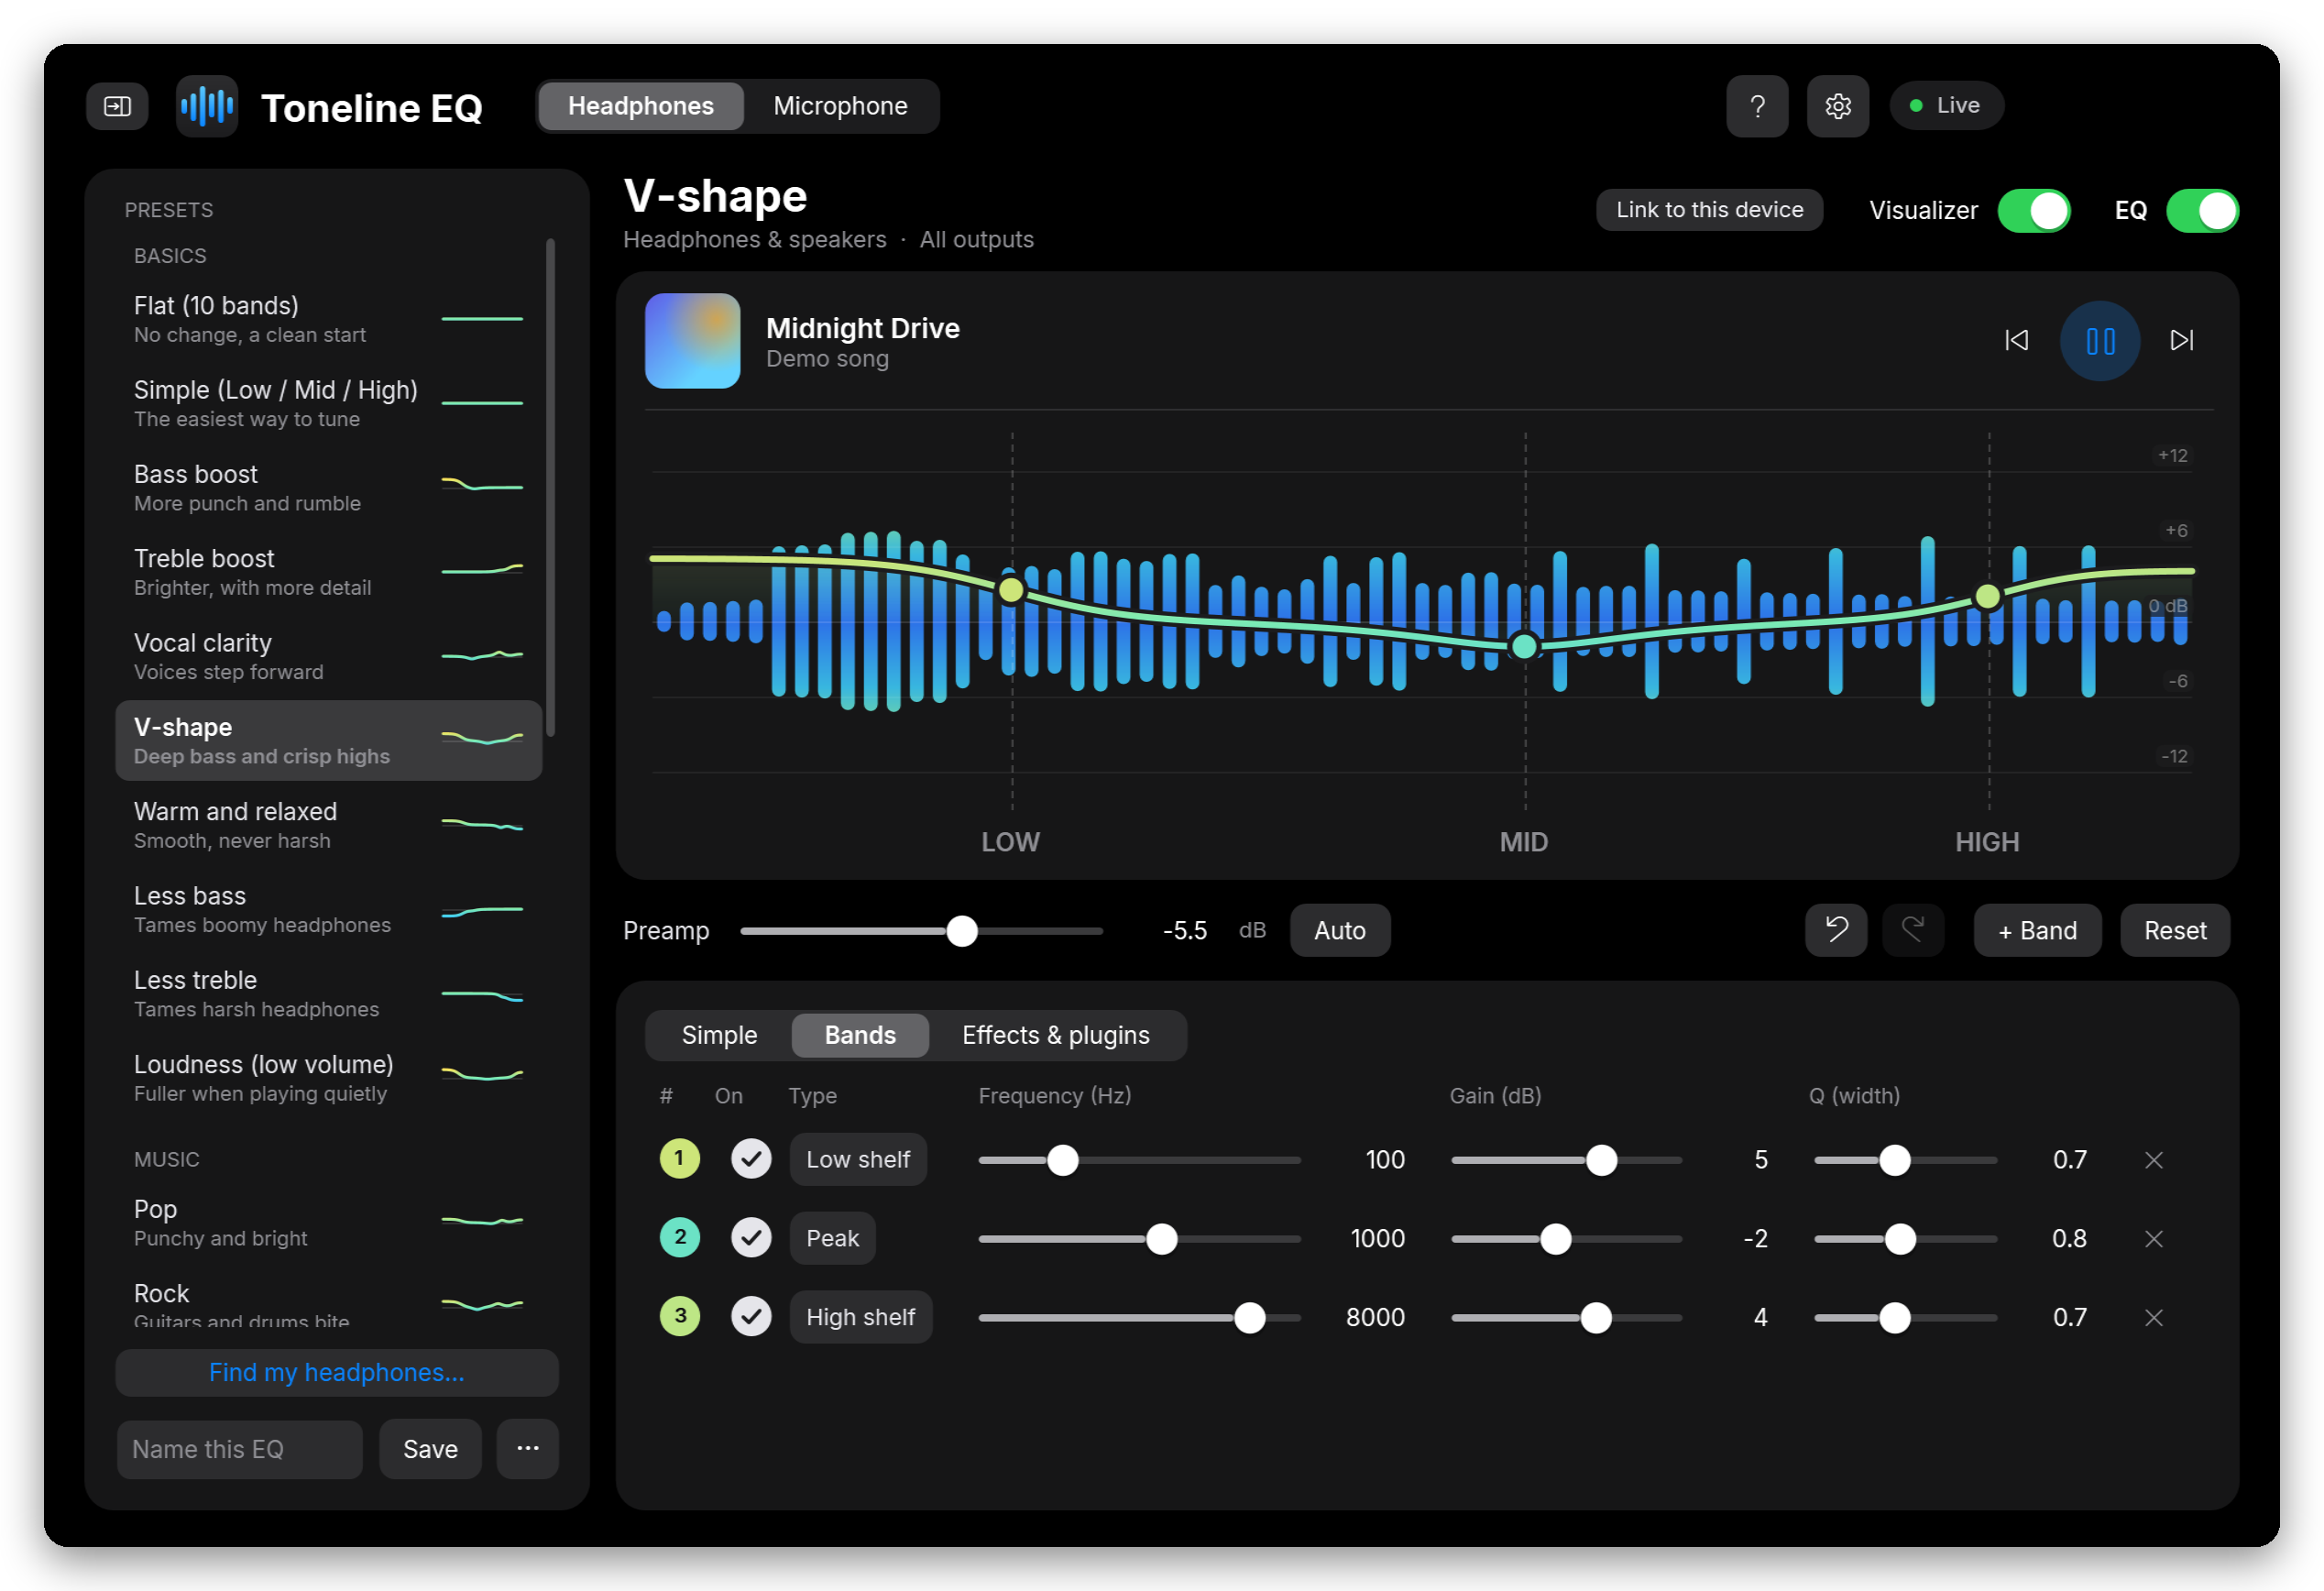 Toneline EQ
Headphones
Microphone
?
Live
PRESETS
BASICS
Flat (10 bands)
No change, a clean start
Simple (Low / Mid / High)
The easiest way to tune
Bass boost
More punch and rumble
Treble boost
Brighter, with more detail
Vocal clarity
Voices step forward
V-shape
Deep bass and crisp highs
Warm and relaxed
Smooth, never harsh
Less bass
Tames boomy headphones
Less treble
Tames harsh headphones
Loudness (low volume)
Fuller when playing quietly
MUSIC
Pop
Punchy and bright
Rock
Guitars and drums bite
Find my headphones...
Name this EQ
Save
...
V-shape
Headphones & speakers · All outputs
Link to this device
Visualizer
EQ
Midnight Drive
Demo song
+12
+6
0 dB
-6
-12
LOW
MID
HIGH
Preamp
-5.5 dB
Auto
+ Band
Reset
Simple
Bands
Effects & plugins
# On Type Frequency (Hz) Gain (dB) Q (width)
1 Low shelf 100 5 0.7
2 Peak 1000 -2 0.8
3 High shelf 8000 4 0.7